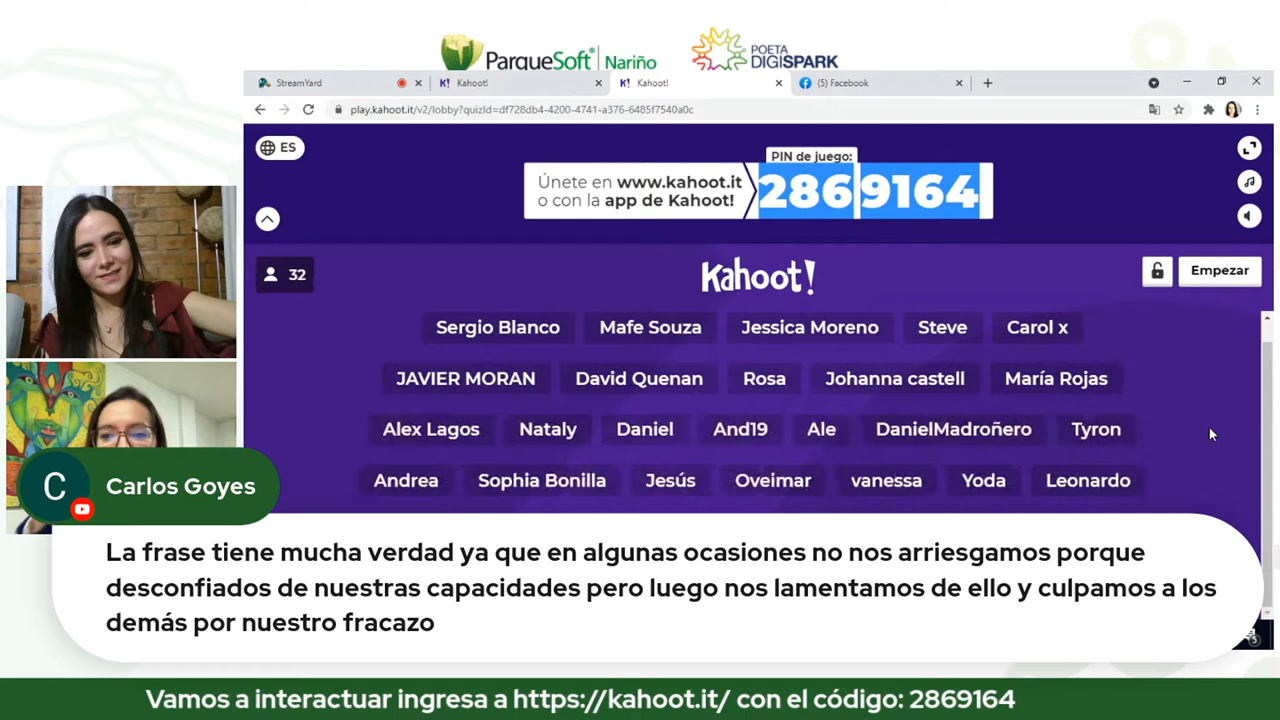 ParqueSoft | Nariño
POETA
DIGISPARK
StreamYard
Kahoot!
Kahoot!
(5) Facebook
play.kahoot.it/v2/lobby?quizId=df728db4-4200-4741-a376-6485f7540a0c
ES
PIN de juego:
Únete en www.kahoot.it
o con la app de Kahoot!
286 9164
32
Kahoot!
Empezar
Sergio Blanco Mafe Souza Jessica Moreno Steve Carol x
JAVIER MORAN David Quenan Rosa Johanna castell María Rojas
Alex Lagos Nataly Daniel And19 Ale DanielMadroñero Tyron
Andrea Sophia Bonilla Jesús Oveimar vanessa Yoda Leonardo
C
Carlos Goyes
La frase tiene mucha verdad ya que en algunas ocasiones no nos arriesgamos porque
desconfiados de nuestras capacidades pero luego nos lamentamos de ello y culpamos a los
demás por nuestro fracazo
Vamos a interactuar ingresa a https://kahoot.it/ con el código: 2869164